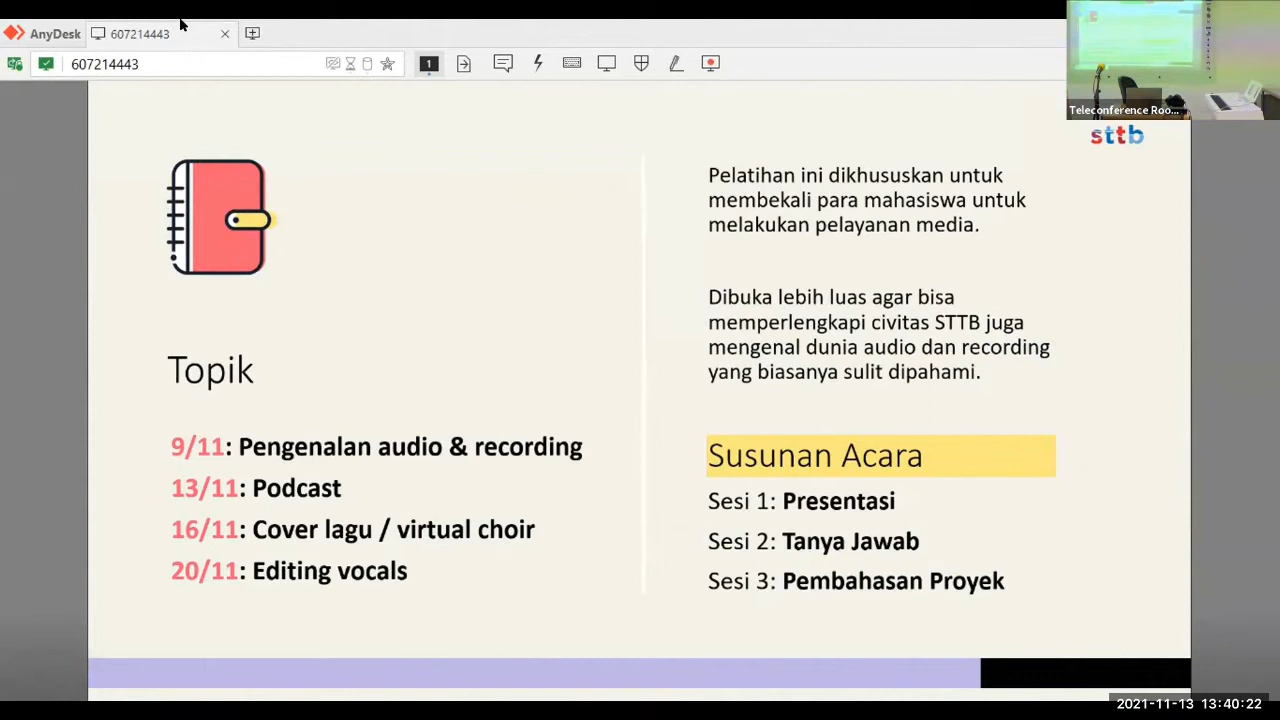 AnyDesk
607214443
607214443
1
Teleconference Roo...
sttb
Topik
9/11: Pengenalan audio & recording
13/11: Podcast
16/11: Cover lagu / virtual choir
20/11: Editing vocals
Pelatihan ini dikhususkan untuk
membekali para mahasiswa untuk
melakukan pelayanan media.
Dibuka lebih luas agar bisa
memperlengkapi civitas STTB juga
mengenal dunia audio dan recording
yang biasanya sulit dipahami.
Susunan Acara
Sesi 1: Presentasi
Sesi 2: Tanya Jawab
Sesi 3: Pembahasan Proyek
2021-11-13 13:40:22